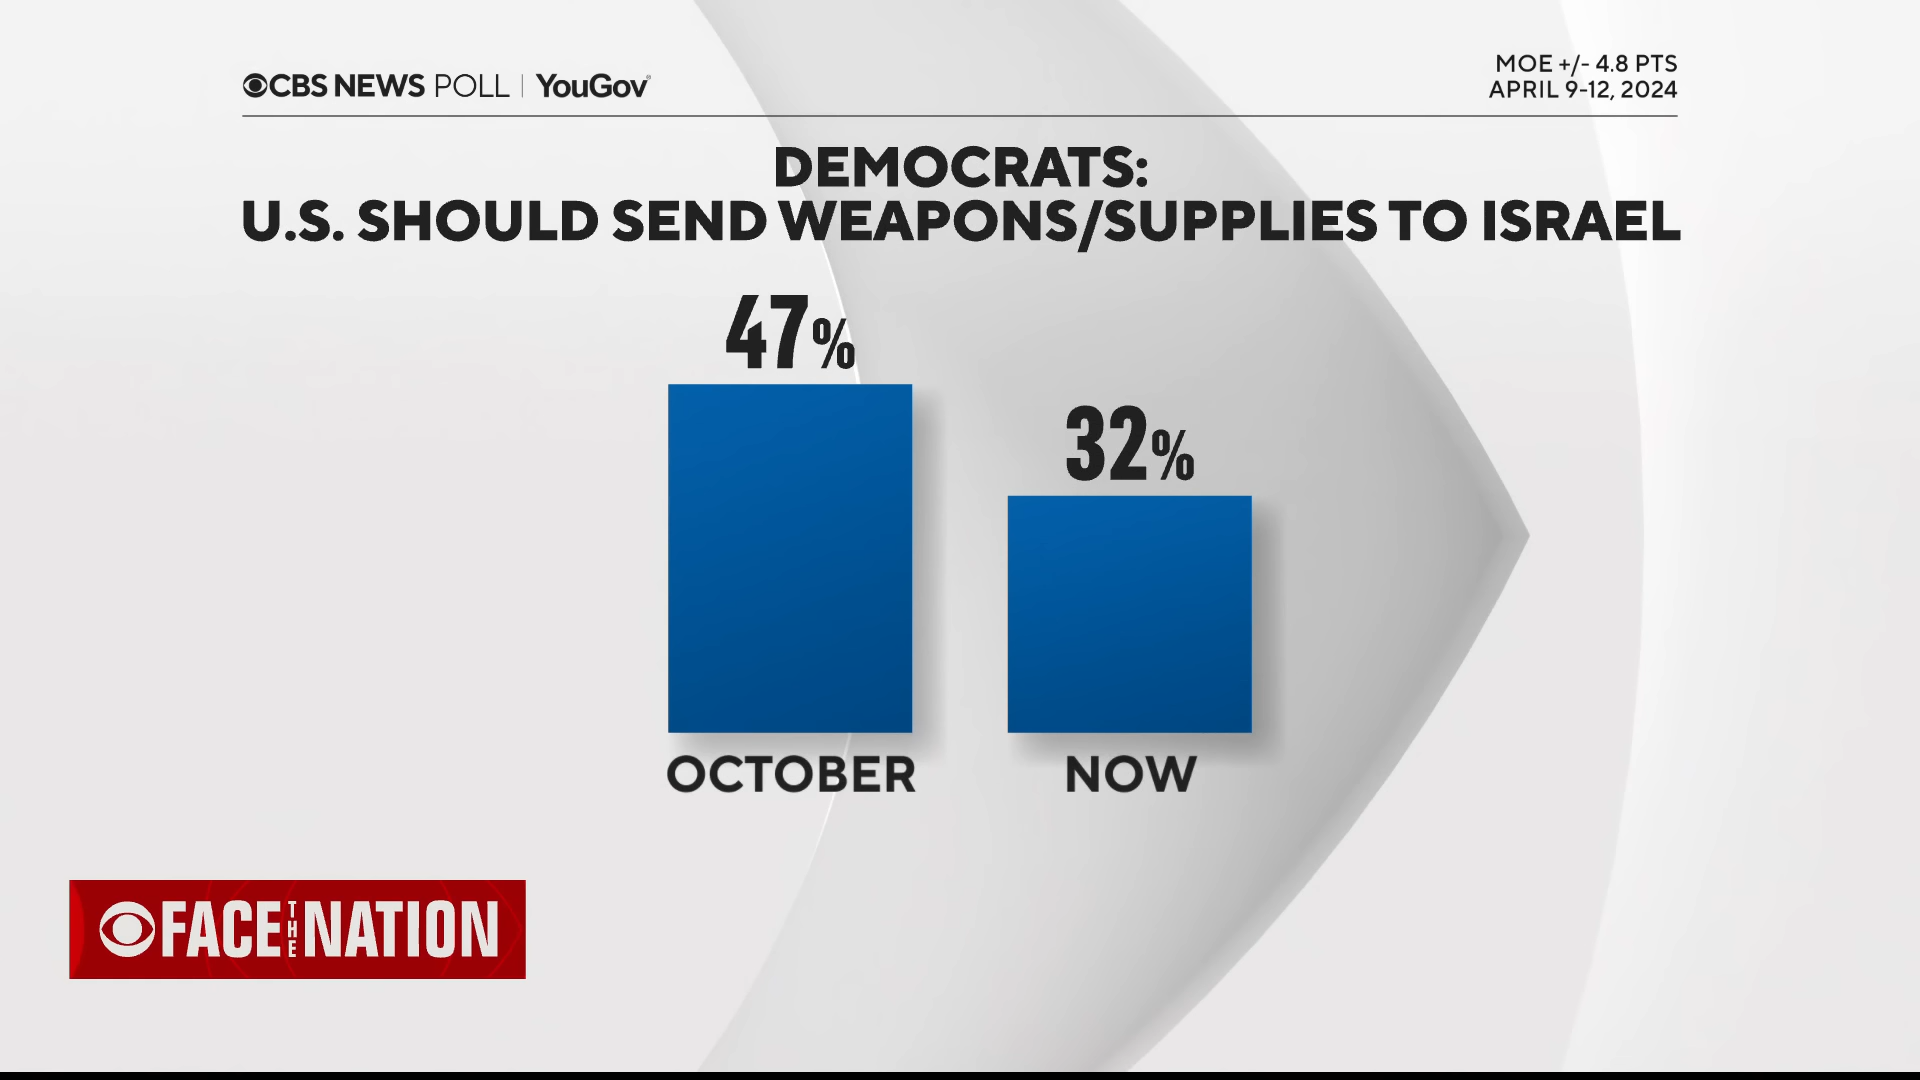 CBS NEWS POLL | YouGov
MOE +/- 4.8 PTS
APRIL 9-12, 2024
DEMOCRATS:
U.S. SHOULD SEND WEAPONS/SUPPLIES TO ISRAEL
47%
32%
OCTOBER
NOW
FACE THE NATION